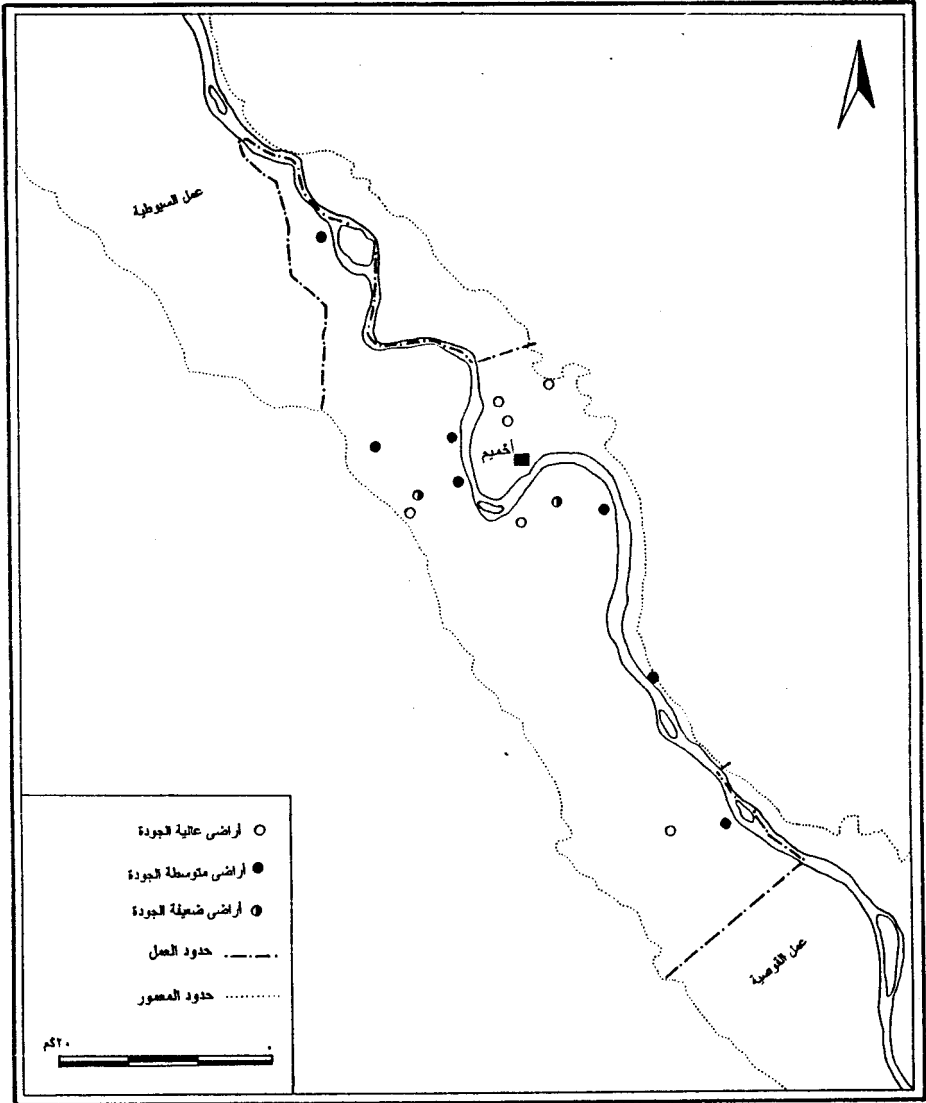 عمل السيوطية
أخميم
عمل القوصية
أراضى عالية الجودة
أراضى متوسطة الجودة
أراضى ضعيفة الجودة
حدود العمل
حدود المعمور
٢٠كم ٠